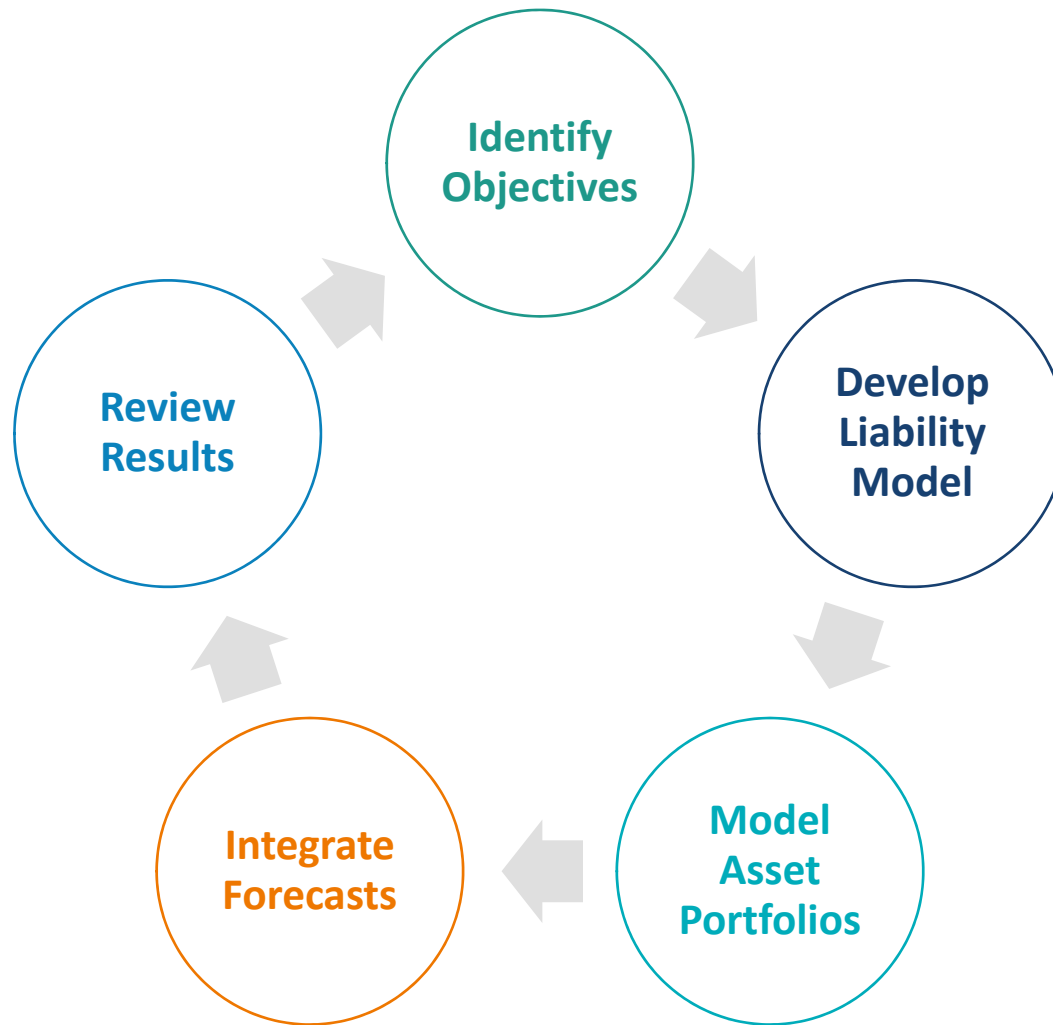 Identify
Objectives
Develop
Liability
Model
Model
Asset
Portfolios
Integrate
Forecasts
Review
Results